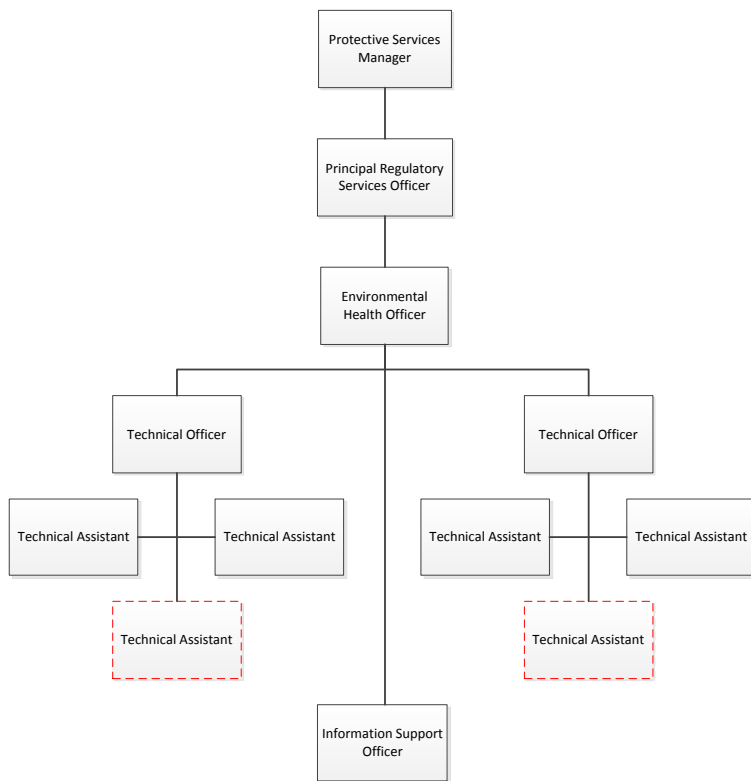 Protective Services
Manager
Principal Regulatory
Services Officer
Environmental
Health Officer
Technical Officer
Technical Officer
Technical Assistant
Technical Assistant
Technical Assistant
Technical Assistant
Technical Assistant
Technical Assistant
Information Support
Officer